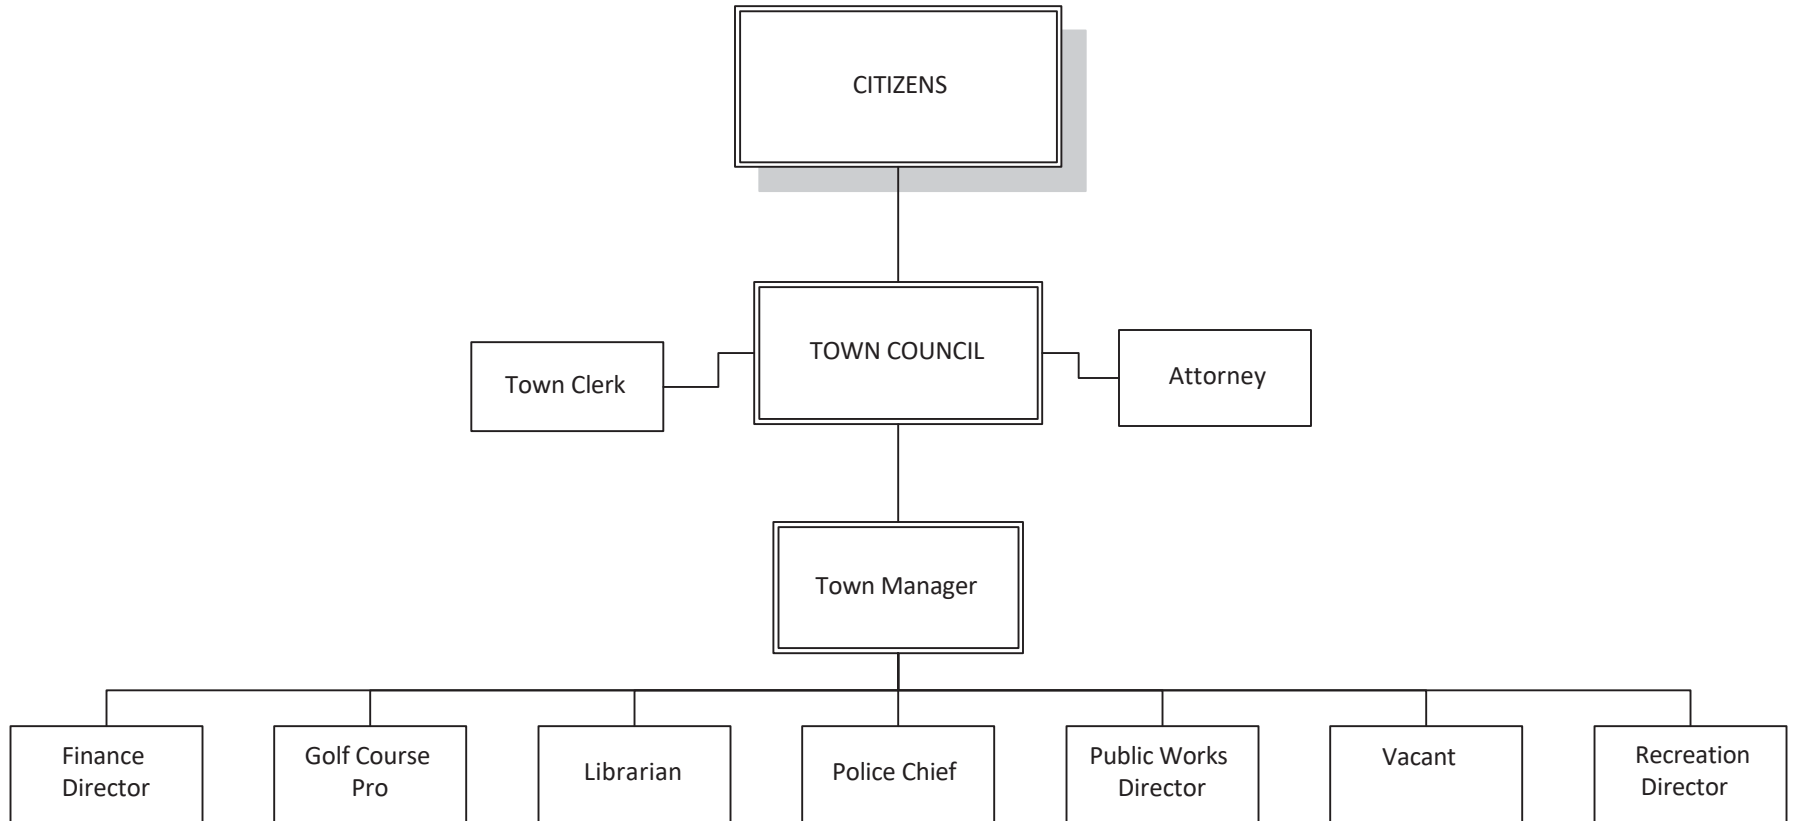 CITIZENS
TOWN COUNCIL
Town Clerk
Attorney
Town Manager
Finance
Director
Golf Course
Pro
Librarian
Police Chief
Public Works
Director
Vacant
Recreation
Director